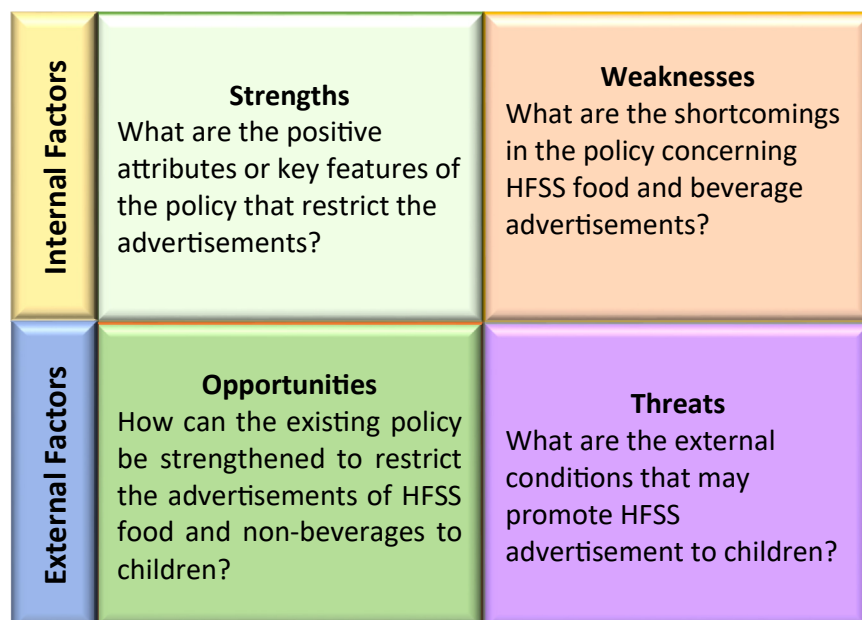 Internal Factors
Strengths
What are the positive
attributes or key features of
the policy that restrict the
advertisements?
Weaknesses
What are the shortcomings
in the policy concerning
HFSS food and beverage
advertisements?
External Factors
Opportunities
How can the existing policy
be strengthened to restrict
the advertisements of HFSS
food and non-beverages to
children?
Threats
What are the external
conditions that may
promote HFSS
advertisement to children?